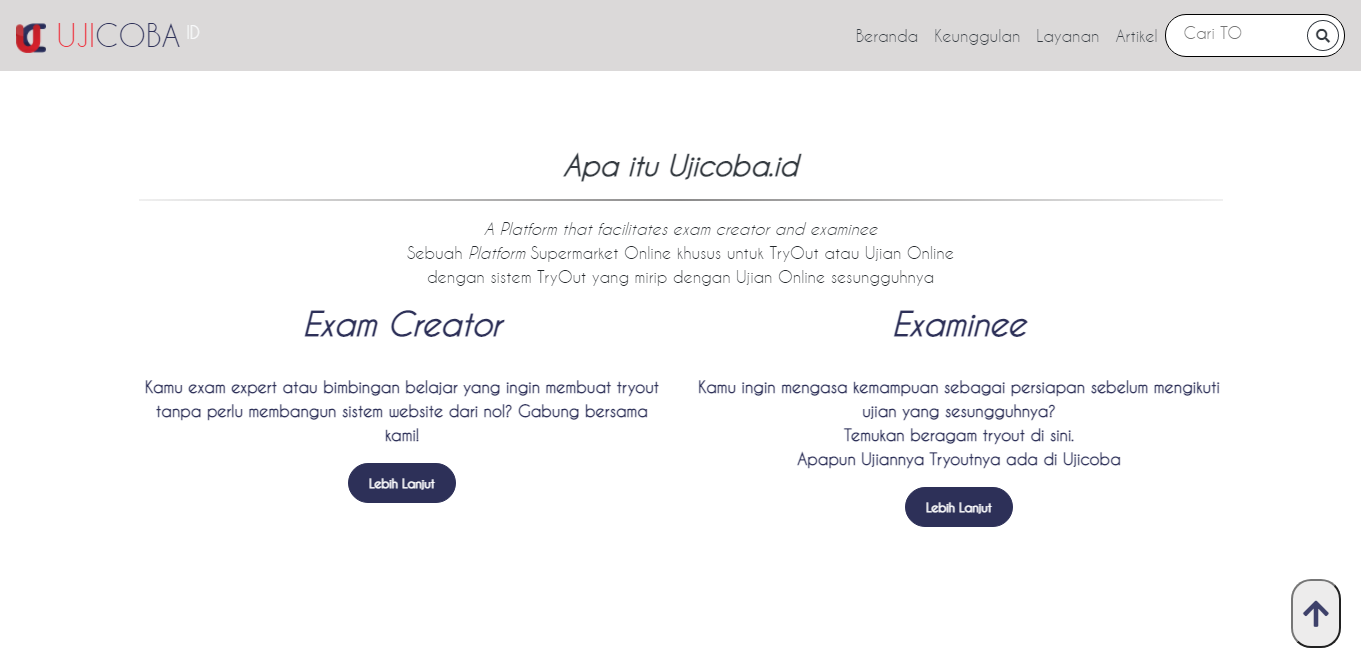 UJICOBA ID
Beranda Keunggulan Layanan Artikel Cari TO
Apa itu Ujicoba.id
A Platform that facilitates exam creator and examinee
Sebuah Platform Supermarket Online khusus untuk TryOut atau Ujian Online
dengan sistem TryOut yang mirip dengan Ujian Online sesungguhnya
Exam Creator
Kamu exam expert atau bimbingan belajar yang ingin membuat tryout
tanpa perlu membangun sistem website dari nol? Gabung bersama
kami!
Lebih Lanjut
Examinee
Kamu ingin mengasa kemampuan sebagai persiapan sebelum mengikuti
ujian yang sesungguhnya?
Temukan beragam tryout di sini.
Apapun Ujiannya Tryoutnya ada di Ujicoba
Lebih Lanjut